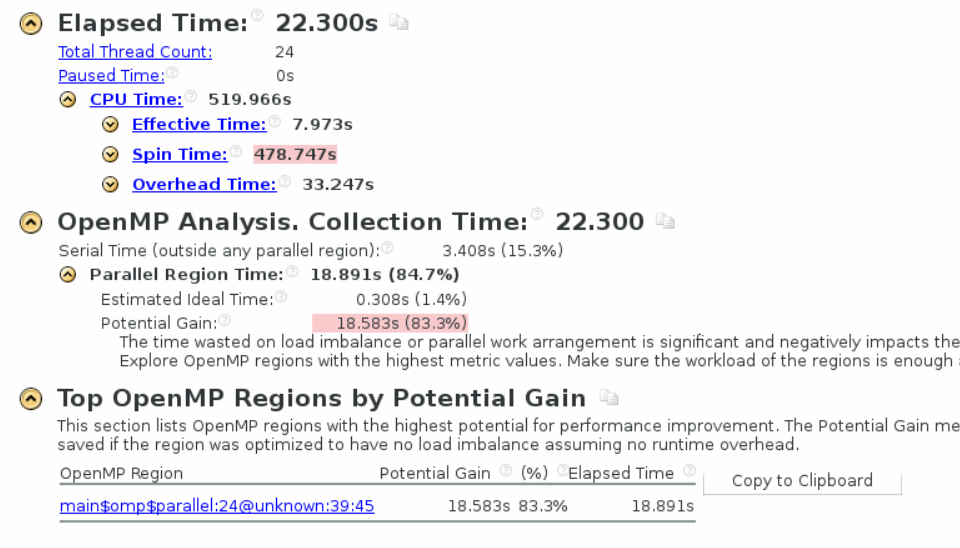 Elapsed Time: 22.300s
Total Thread Count: 24
Paused Time: 0s
CPU Time: 519.966s
Effective Time: 7.973s
Spin Time: 478.747s
Overhead Time: 33.247s
OpenMP Analysis. Collection Time: 22.300
Serial Time (outside any parallel region): 3.408s (15.3%)
Parallel Region Time: 18.891s (84.7%)
Estimated Ideal Time: 0.308s (1.4%)
Potential Gain: 18.583s (83.3%)
The time wasted on load imbalance or parallel work arrangement is significant and negatively impacts the
Explore OpenMP regions with the highest metric values. Make sure the workload of the regions is enough
Top OpenMP Regions by Potential Gain
This section lists OpenMP regions with the highest potential for performance improvement. The Potential Gain me
saved if the region was optimized to have no load imbalance assuming no runtime overhead.
OpenMP Region Potential Gain (%) Elapsed Time
Copy to Clipboard
main$omp$parallel:24@unknown:39:45 18.583s 83.3% 18.891s